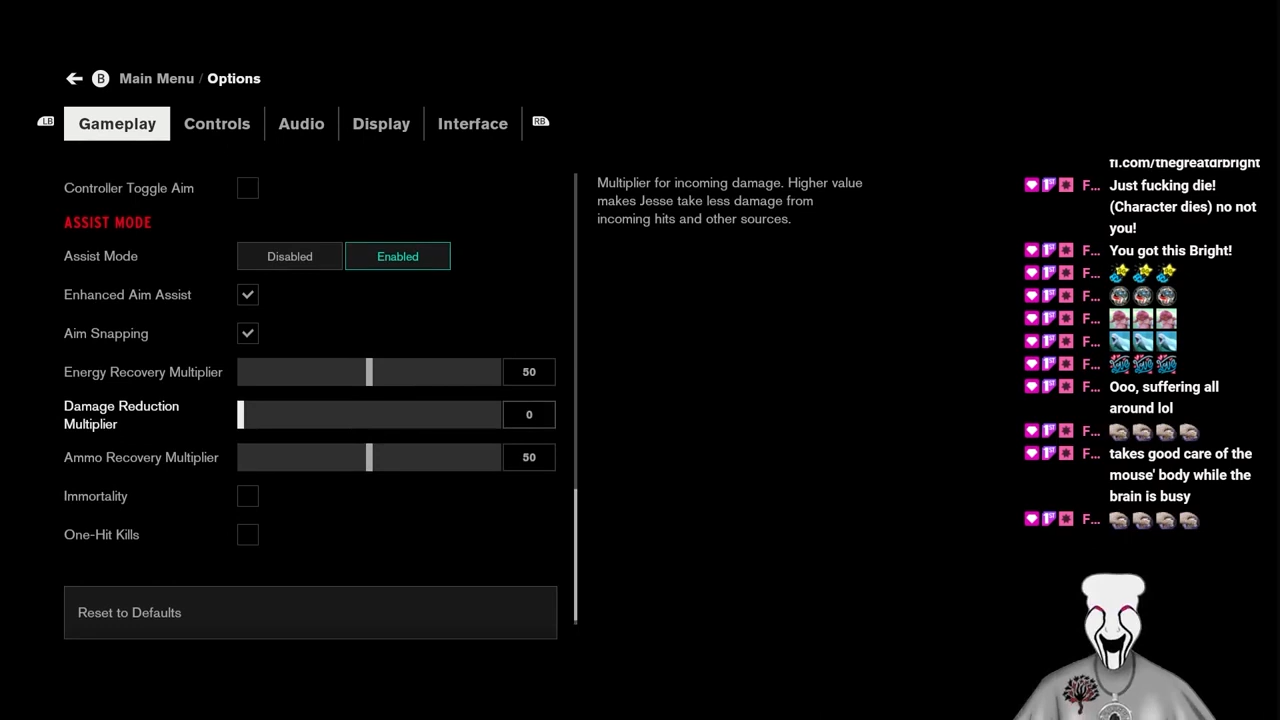 B Main Menu / Options
LB Gameplay Controls Audio Display Interface RB
Controller Toggle Aim
ASSIST MODE
Assist Mode Disabled Enabled
Enhanced Aim Assist
Aim Snapping
Energy Recovery Multiplier 50
Damage Reduction
Multiplier 0
Ammo Recovery Multiplier 50
Immortality
One-Hit Kills
Reset to Defaults
Multiplier for incoming damage. Higher value
makes Jesse take less damage from
incoming hits and other sources.
fi.com/thegreatdrbright
F... Just fucking die!
(Character dies) no not
you!
F... You got this Bright!
F...
F...
F...
F...
F...
F... Ooo, suffering all
around lol
F...
F... takes good care of the
mouse' body while the
brain is busy
F...